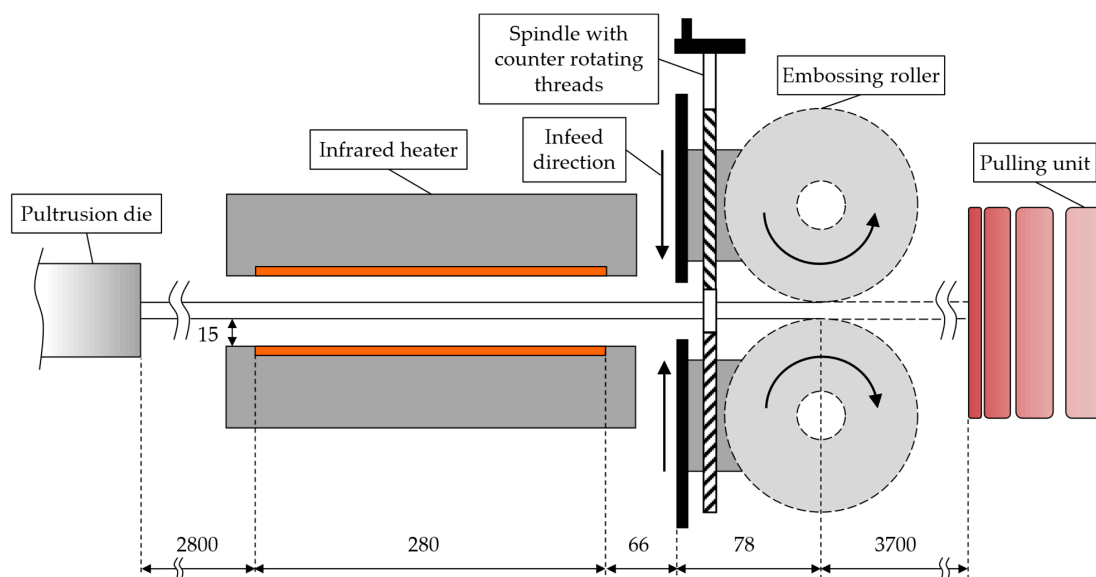 Spindle with
counter rotating
threads
Embossing roller
Infrared heater
Infeed
direction
Pulling unit
Pultrusion die
15
2800
280
66
78
3700